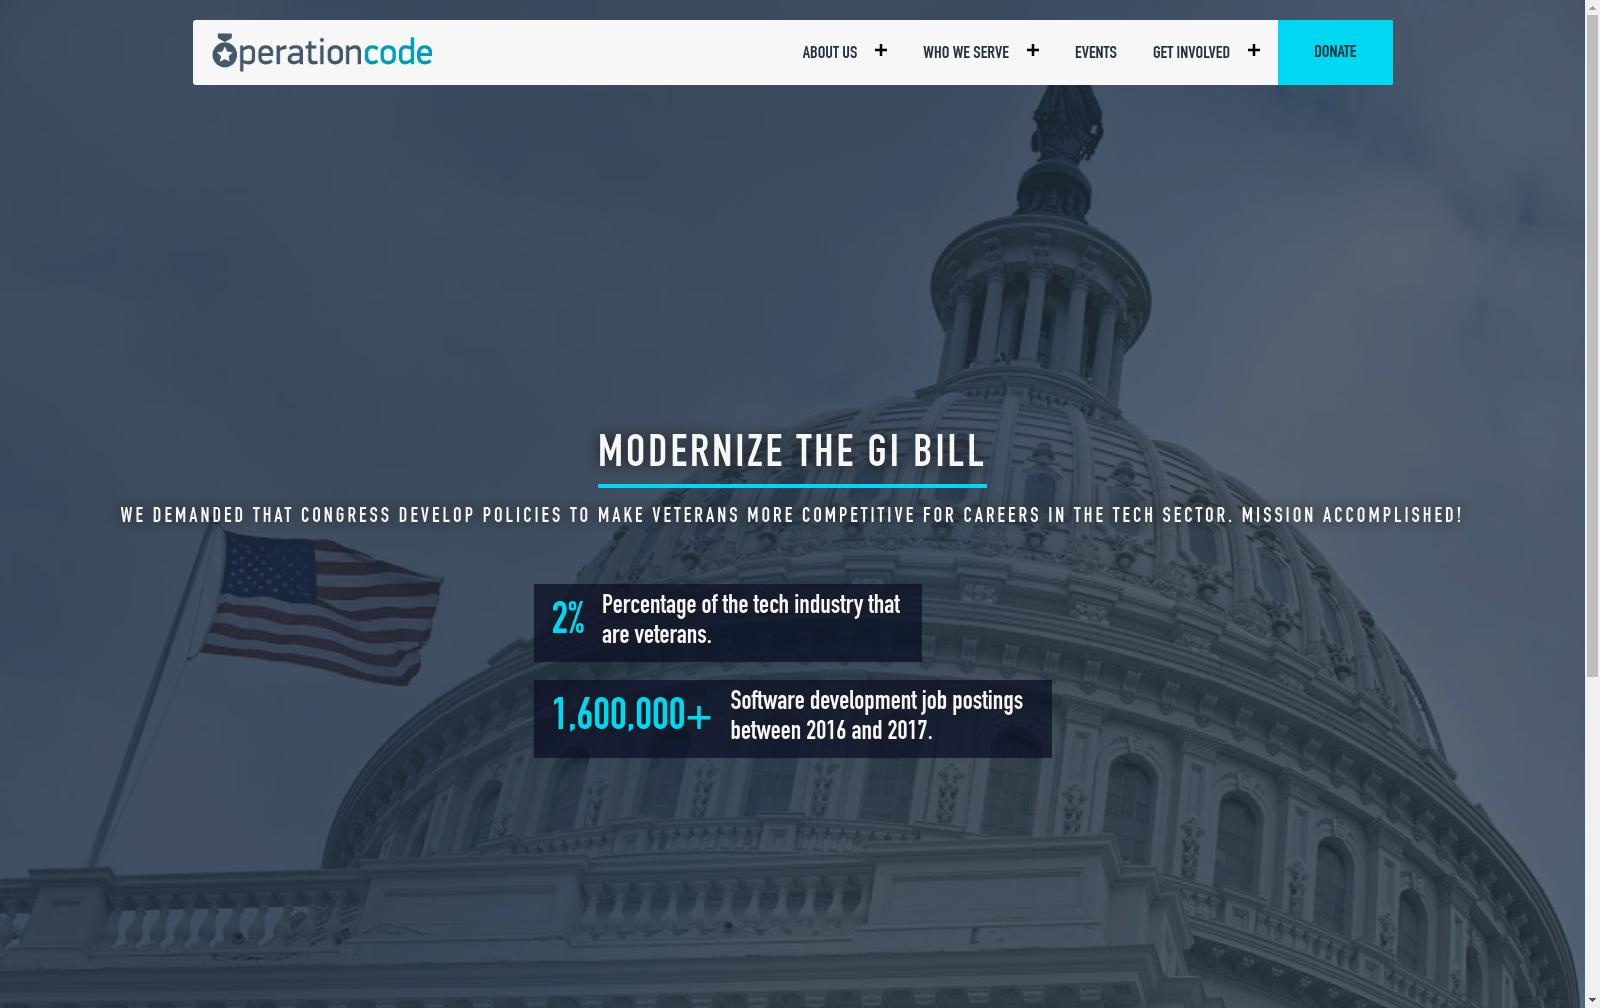 operationcode
ABOUT US +
WHO WE SERVE +
EVENTS
GET INVOLVED +
DONATE
MODERNIZE THE GI BILL
WE DEMANDED THAT CONGRESS DEVELOP POLICIES TO MAKE VETERANS MORE COMPETITIVE FOR CAREERS IN THE TECH SECTOR. MISSION ACCOMPLISHED!
2%
Percentage of the tech industry that
are veterans.
1,600,000+
Software development job postings
between 2016 and 2017.